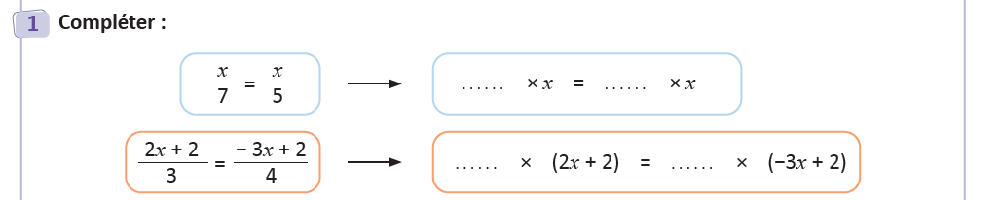 1 Compléter :
x/7 = x/5 → ...... × x = ...... × x
(2x + 2)/3 = (− 3x + 2)/4 → ...... × (2x + 2) = ...... × (−3x + 2)